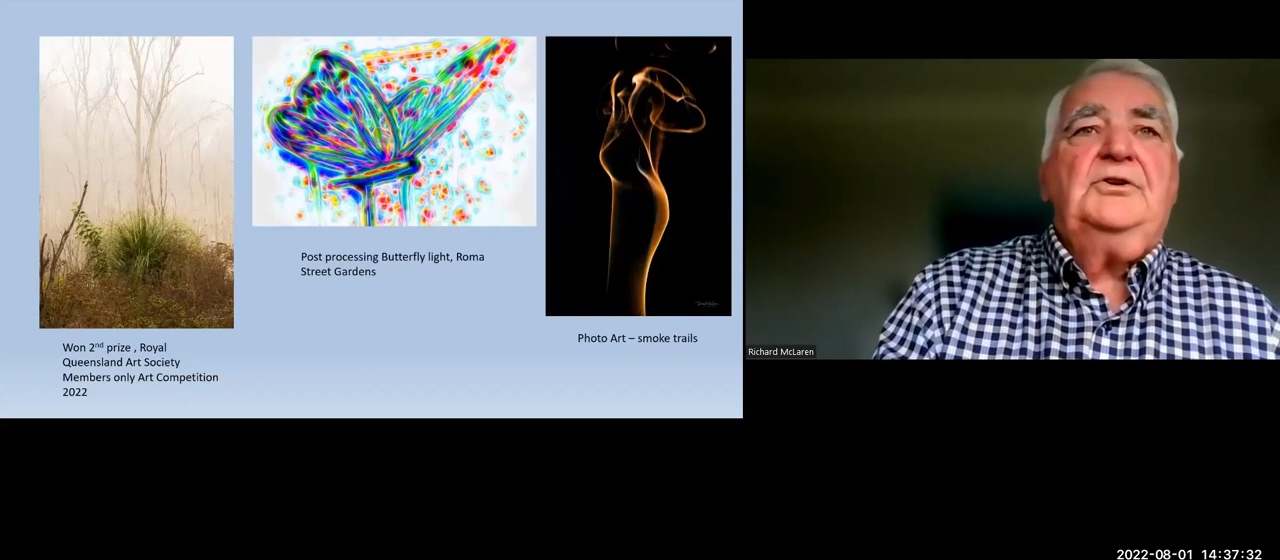 Won 2nd prize , Royal
Queensland Art Society
Members only Art Competition
2022
Post processing Butterfly light, Roma
Street Gardens
Photo Art – smoke trails
Richard McLaren
2022-08-01 14:37:32